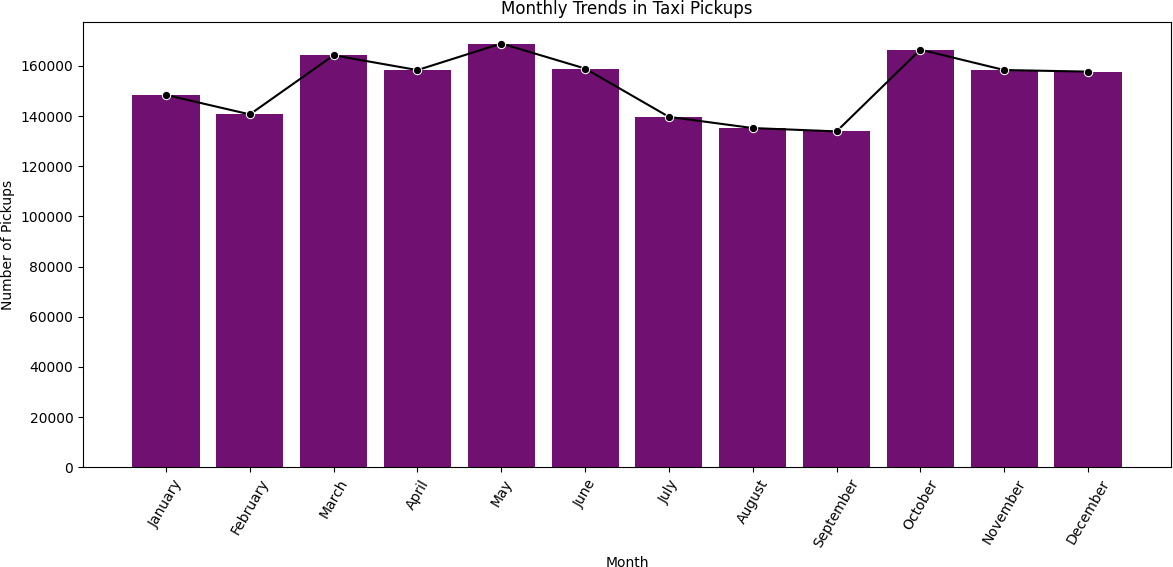 Monthly Trends in Taxi Pickups
Number of Pickups
160000
140000
120000
100000
80000
60000
40000
20000
0
January
February
March
April
May
June
July
August
September
October
November
December
Month